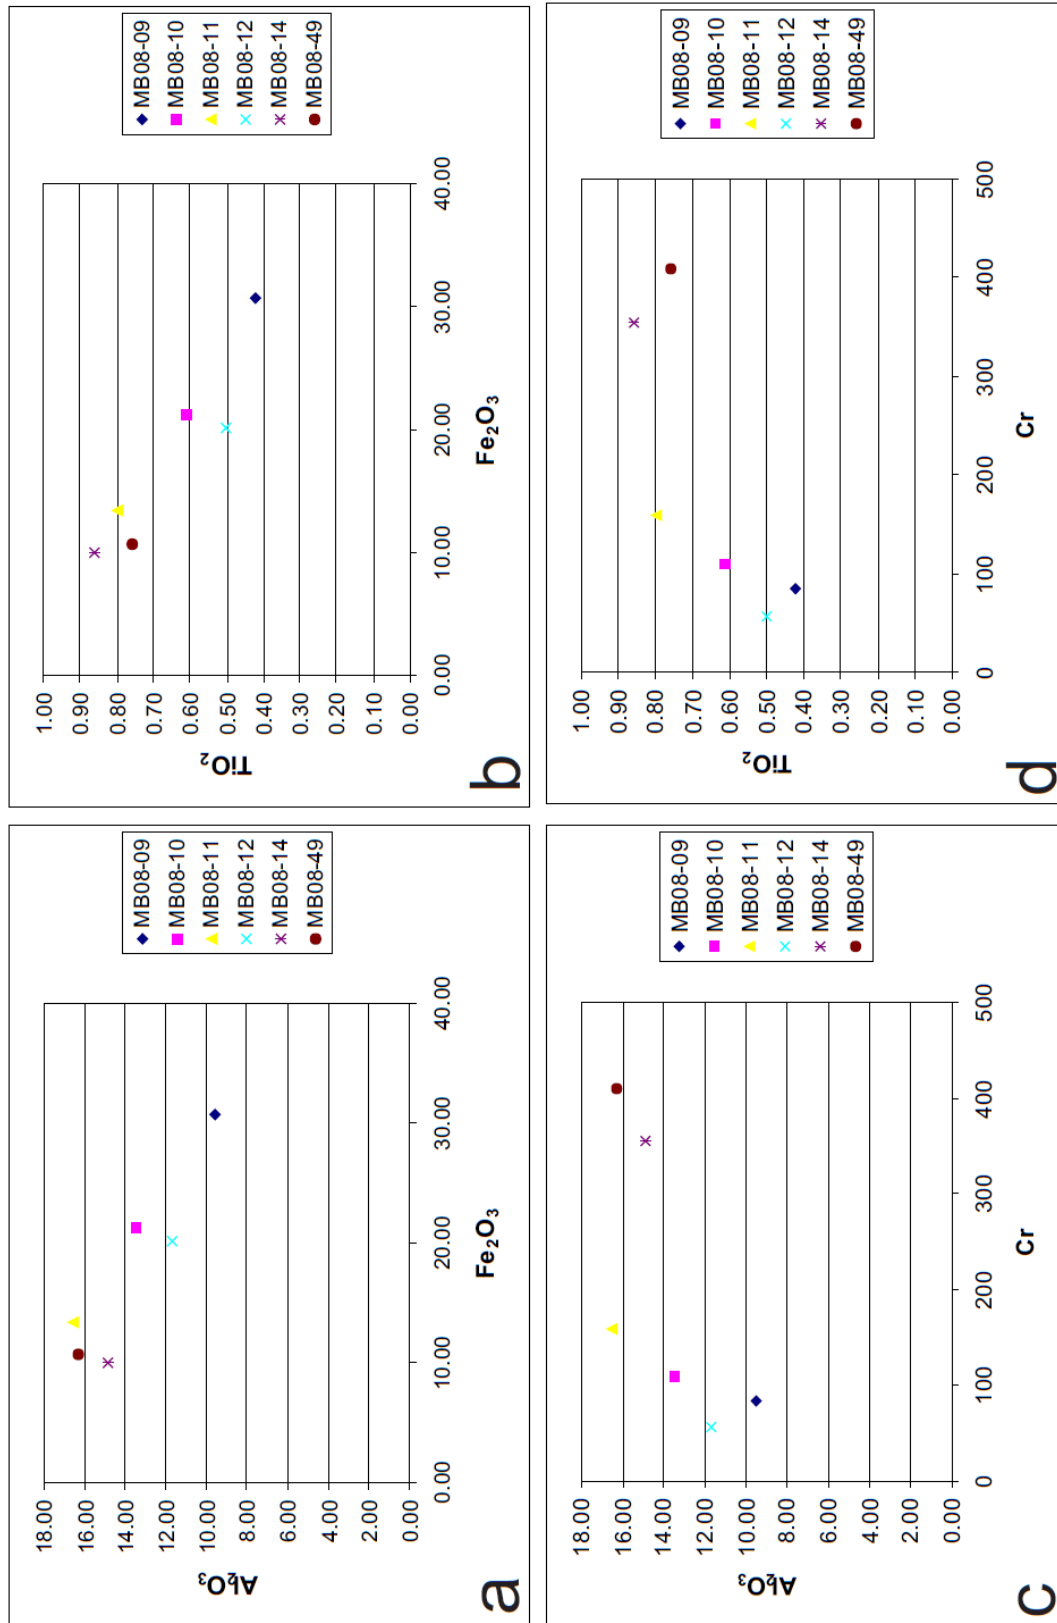 a
Al₂O₃
18.00
16.00
14.00
12.00
10.00
8.00
6.00
4.00
2.00
0.00
0.00 10.00 20.00 30.00 40.00
Fe₂O₃
MB08-09
MB08-10
MB08-11
MB08-12
MB08-14
MB08-49
b
TiO₂
1.00
0.90
0.80
0.70
0.60
0.50
0.40
0.30
0.20
0.10
0.00
0.00 10.00 20.00 30.00 40.00
Fe₂O₃
MB08-09
MB08-10
MB08-11
MB08-12
MB08-14
MB08-49
c
Al₂O₃
18.00
16.00
14.00
12.00
10.00
8.00
6.00
4.00
2.00
0.00
0 100 200 300 400 500
Cr
MB08-09
MB08-10
MB08-11
MB08-12
MB08-14
MB08-49
d
TiO₂
1.00
0.90
0.80
0.70
0.60
0.50
0.40
0.30
0.20
0.10
0.00
0 100 200 300 400 500
Cr
MB08-09
MB08-10
MB08-11
MB08-12
MB08-14
MB08-49